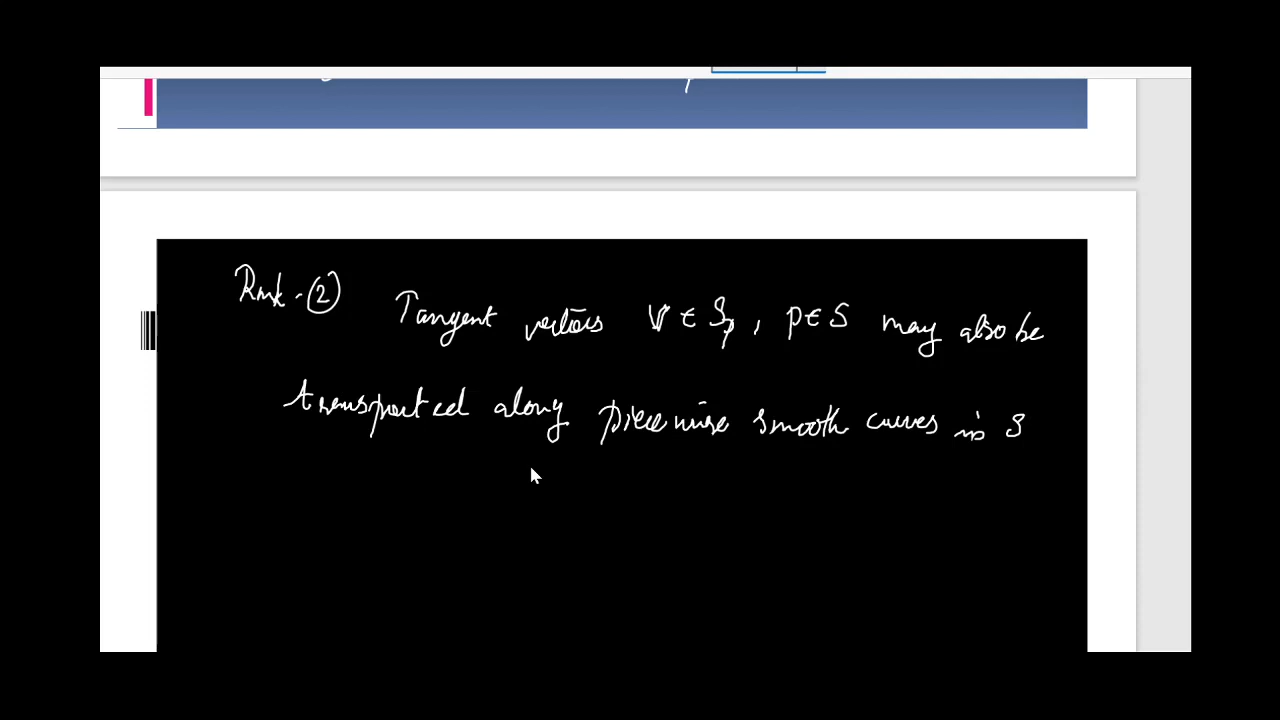 Rmk - (2) Tangent vectors v ∈ Sp, p ∈ S may also be
transported along piecewise smooth curves in S